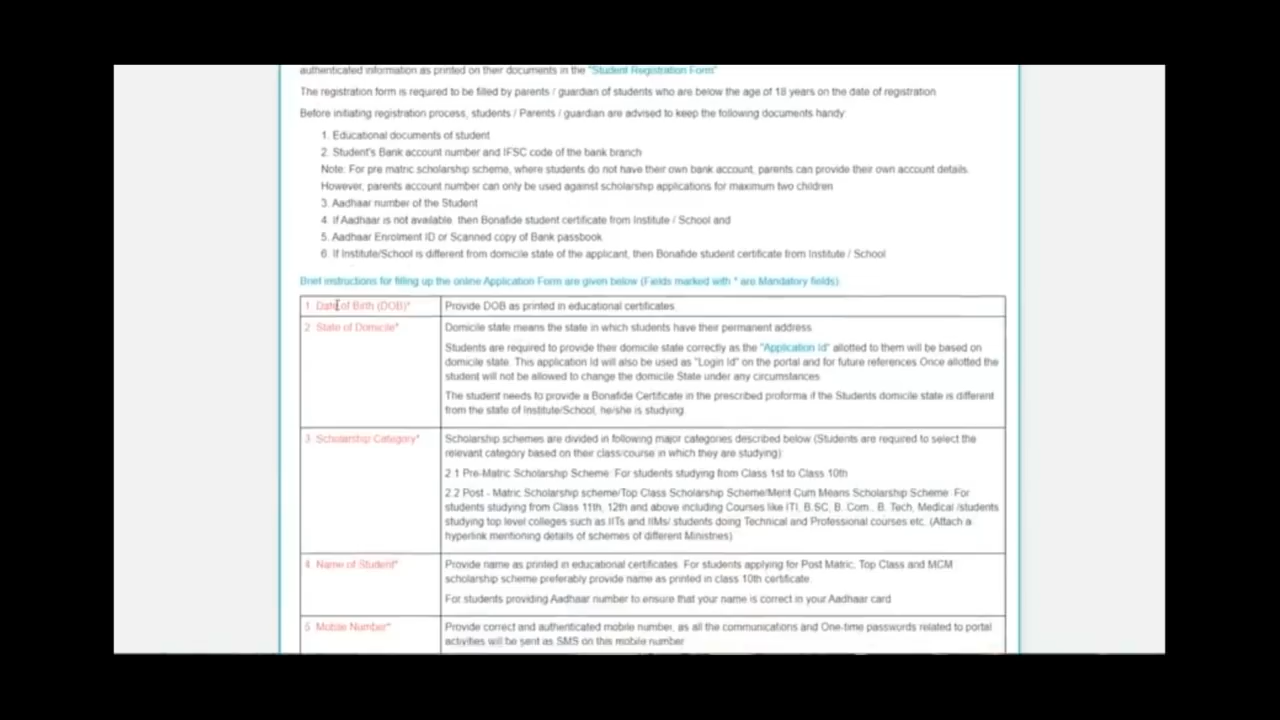 authenticated information as printed on their documents in the "Student Registration Form"
The registration form is required to be filled by parents / guardian of students who are below the age of 18 years on the date of registration.
Before initiating registration process, students / Parents / guardian are advised to keep the following documents handy:
1. Educational documents of student
2. Student's Bank account number and IFSC code of the bank branch
Note: For pre matric scholarship scheme, where students do not have their own bank account, parents can provide their own account details.
However, parents account number can only be used against scholarship applications for maximum two children
3. Aadhaar number of the Student
4. If Aadhaar is not available, then Bonafide student certificate from Institute / School and
5. Aadhaar Enrolment ID or Scanned copy of Bank passbook
6. If Institute/School is different from domicile state of the applicant, then Bonafide student certificate from Institute / School
Brief instructions for filling up the online Application Form are given below (Fields marked with * are Mandatory fields):
1. Date of Birth (DOB)*
Provide DOB as printed in educational certificates.
2. State of Domicile*
Domicile state means the state in which students have their permanent address.
Students are required to provide their domicile state correctly as the "Application Id" allotted to them will be based on
domicile state. This application Id will also be used as "Login Id" on the portal and for future references.Once allotted the
student will not be allowed to change the domicile State under any circumstances.
The student needs to provide a Bonafide Certificate in the prescribed proforma if the Students domicile state is different
from the state of Institute/School, he/she is studying.
3. Scholarship Category*
Scholarship schemes are divided in following major categories described below (Students are required to select the
relevant category based on their class/course in which they are studying):
2.1 Pre-Matric Scholarship Scheme: For students studying from Class 1st to Class 10th
2.2 Post - Matric Scholarship scheme/Top Class Scholarship Scheme/Merit Cum Means Scholarship Scheme: For
students studying from Class 11th, 12th and above including Courses like ITI, B.SC, B. Com., B. Tech, Medical /students
studying top level colleges such as IITs and IIMs/ students doing Technical and Professional courses etc. (Attach a
hyperlink mentioning details of schemes of different Ministries)
4. Name of Student*
Provide name as printed in educational certificates. For students applying for Post Matric, Top Class and MCM
scholarship scheme preferably provide name as printed in class 10th certificate.
For students providing Aadhaar number to ensure that your name is correct in your Aadhaar card
5. Mobile Number*
Provide correct and authenticated mobile number, as all the communications and One-time passwords related to portal
activities will be sent as SMS on this mobile number